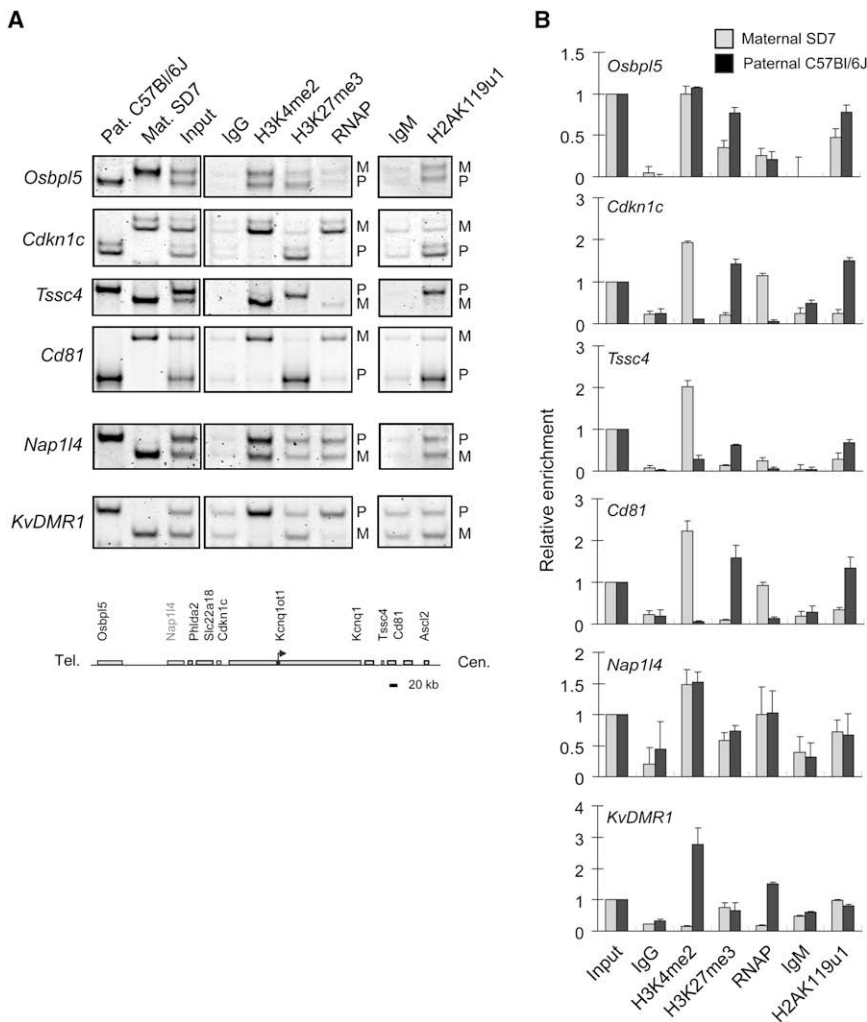 A
Pat. C57Bl/6J
Mat. SD7
Input
IgG
H3K4me2
H3K27me3
RNAP
IgM
H2AK119u1
Osbpl5
M
P
M
P
Cdkn1c
M
P
M
P
Tssc4
P
M
P
M
Cd81
M
P
M
P
Nap1l4
P
M
P
M
KvDMR1
P
M
P
M
Osbpl5
Nap1l4
Phlda2
Slc22a18
Cdkn1c
Kcnq1ot1
Kcnq1
Tssc4
Cd81
Ascl2
Tel.
Cen.
20 kb
B
Maternal SD7
Paternal C57Bl/6J
Relative enrichment
Osbpl5
1.5
1
0.5
0
Cdkn1c
3
2
1
0
Tssc4
3
2
1
0
Cd81
3
2
1
0
Nap1l4
2
1.5
1
0.5
0
KvDMR1
4
3
2
1
0
Input
IgG
H3K4me2
H3K27me3
RNAP
IgM
H2AK119u1